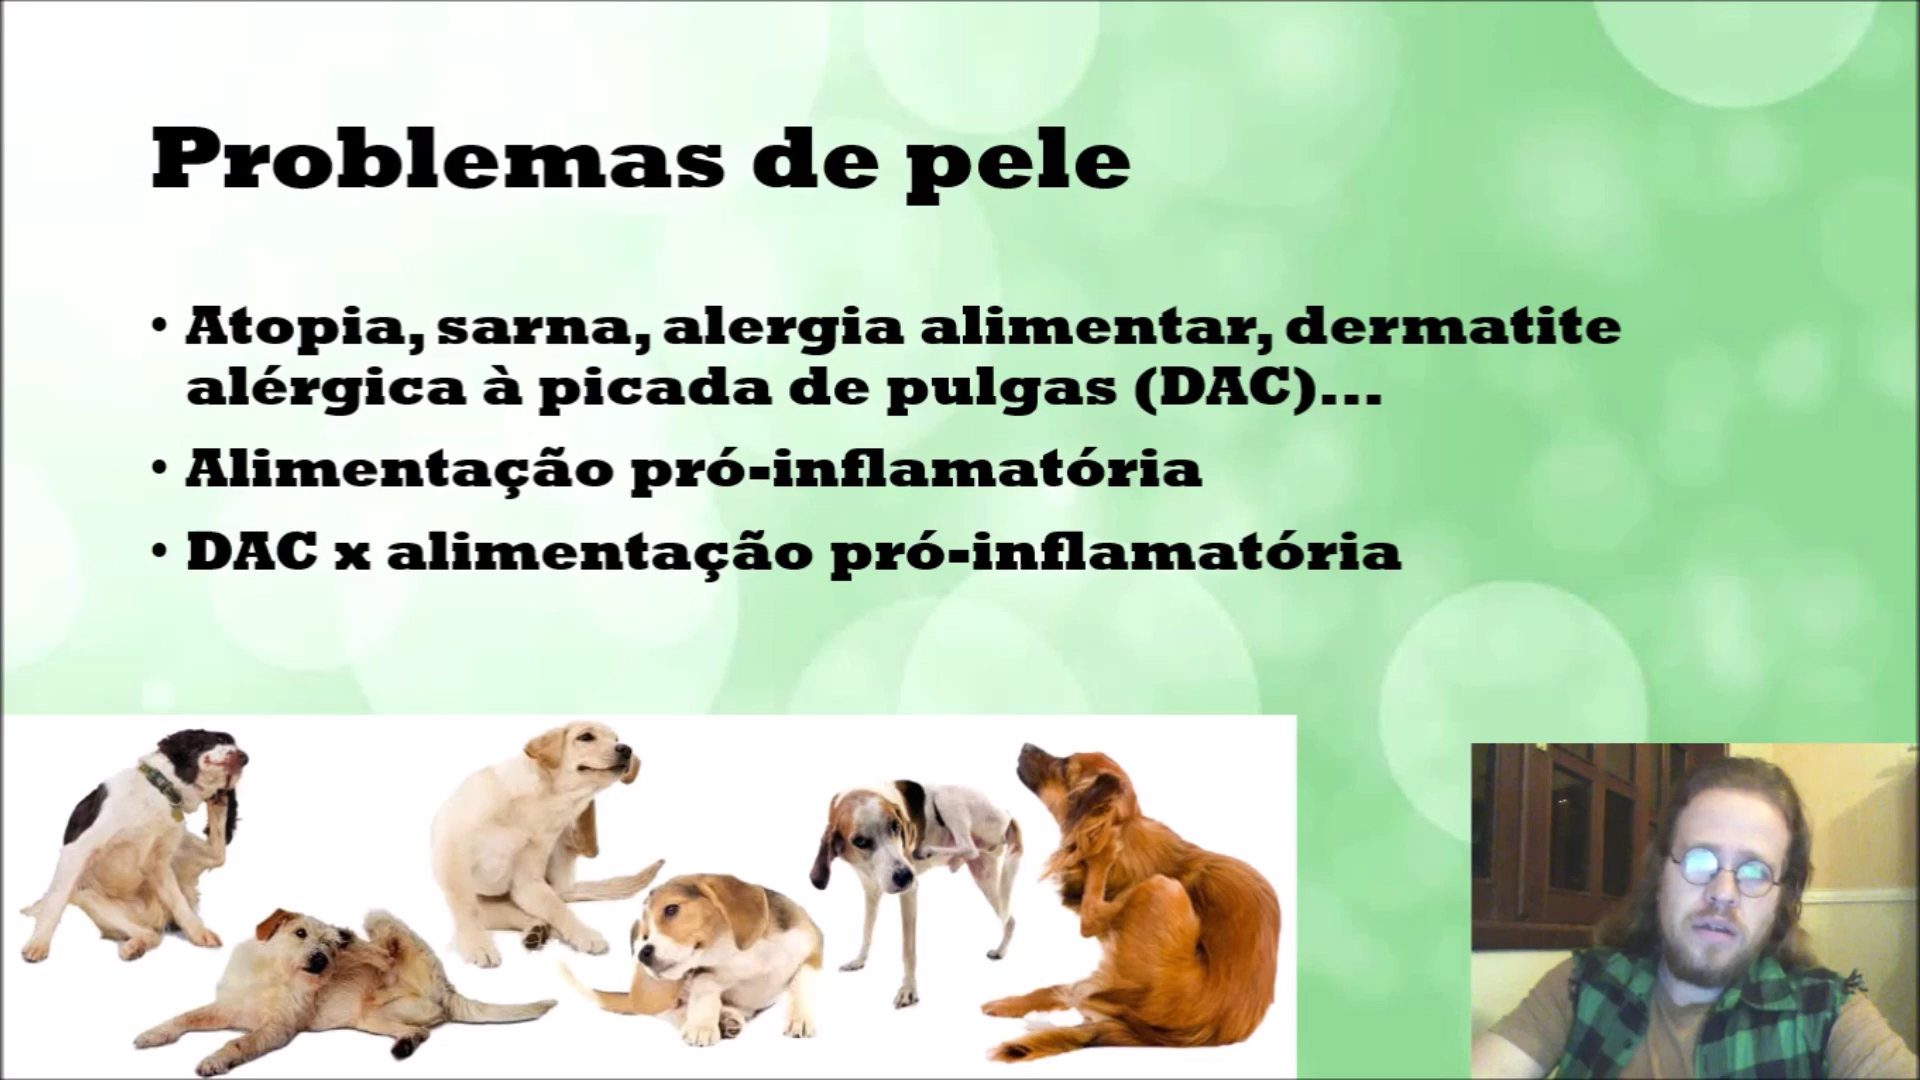 Problemas de pele
• Atopia, sarna, alergia alimentar, dermatite
alérgica à picada de pulgas (DAC)...
• Alimentação pró-inflamatória
• DAC x alimentação pró-inflamatória